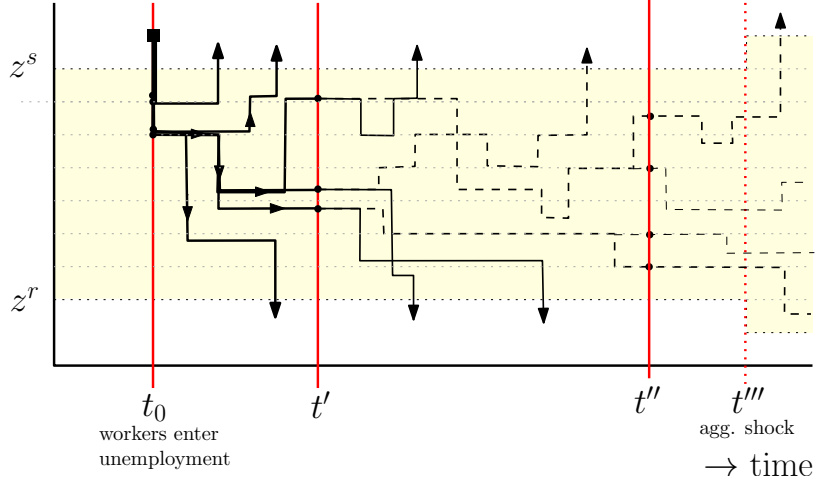 z^s
z^r
t_0
t′
t″
t‴
workers enter
unemployment
agg. shock
→ time